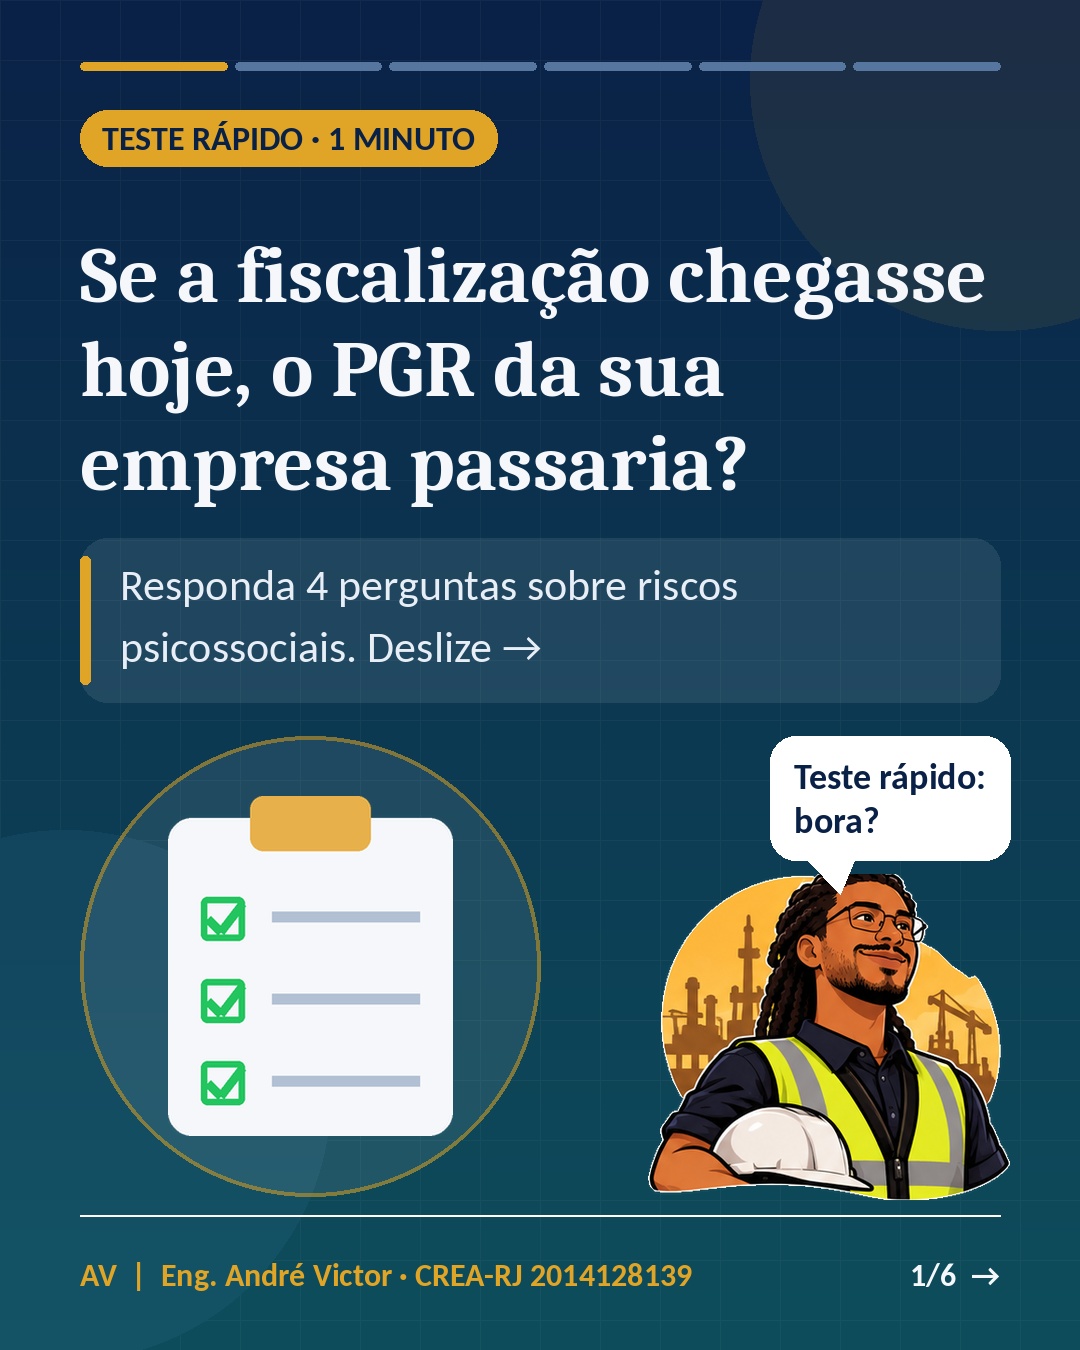 TESTE RÁPIDO · 1 MINUTO
Se a fiscalização chegasse
hoje, o PGR da sua
empresa passaria?
Responda 4 perguntas sobre riscos
psicossociais. Deslize →
Teste rápido:
bora?
AV | Eng. André Victor · CREA-RJ 2014128139
1/6 →